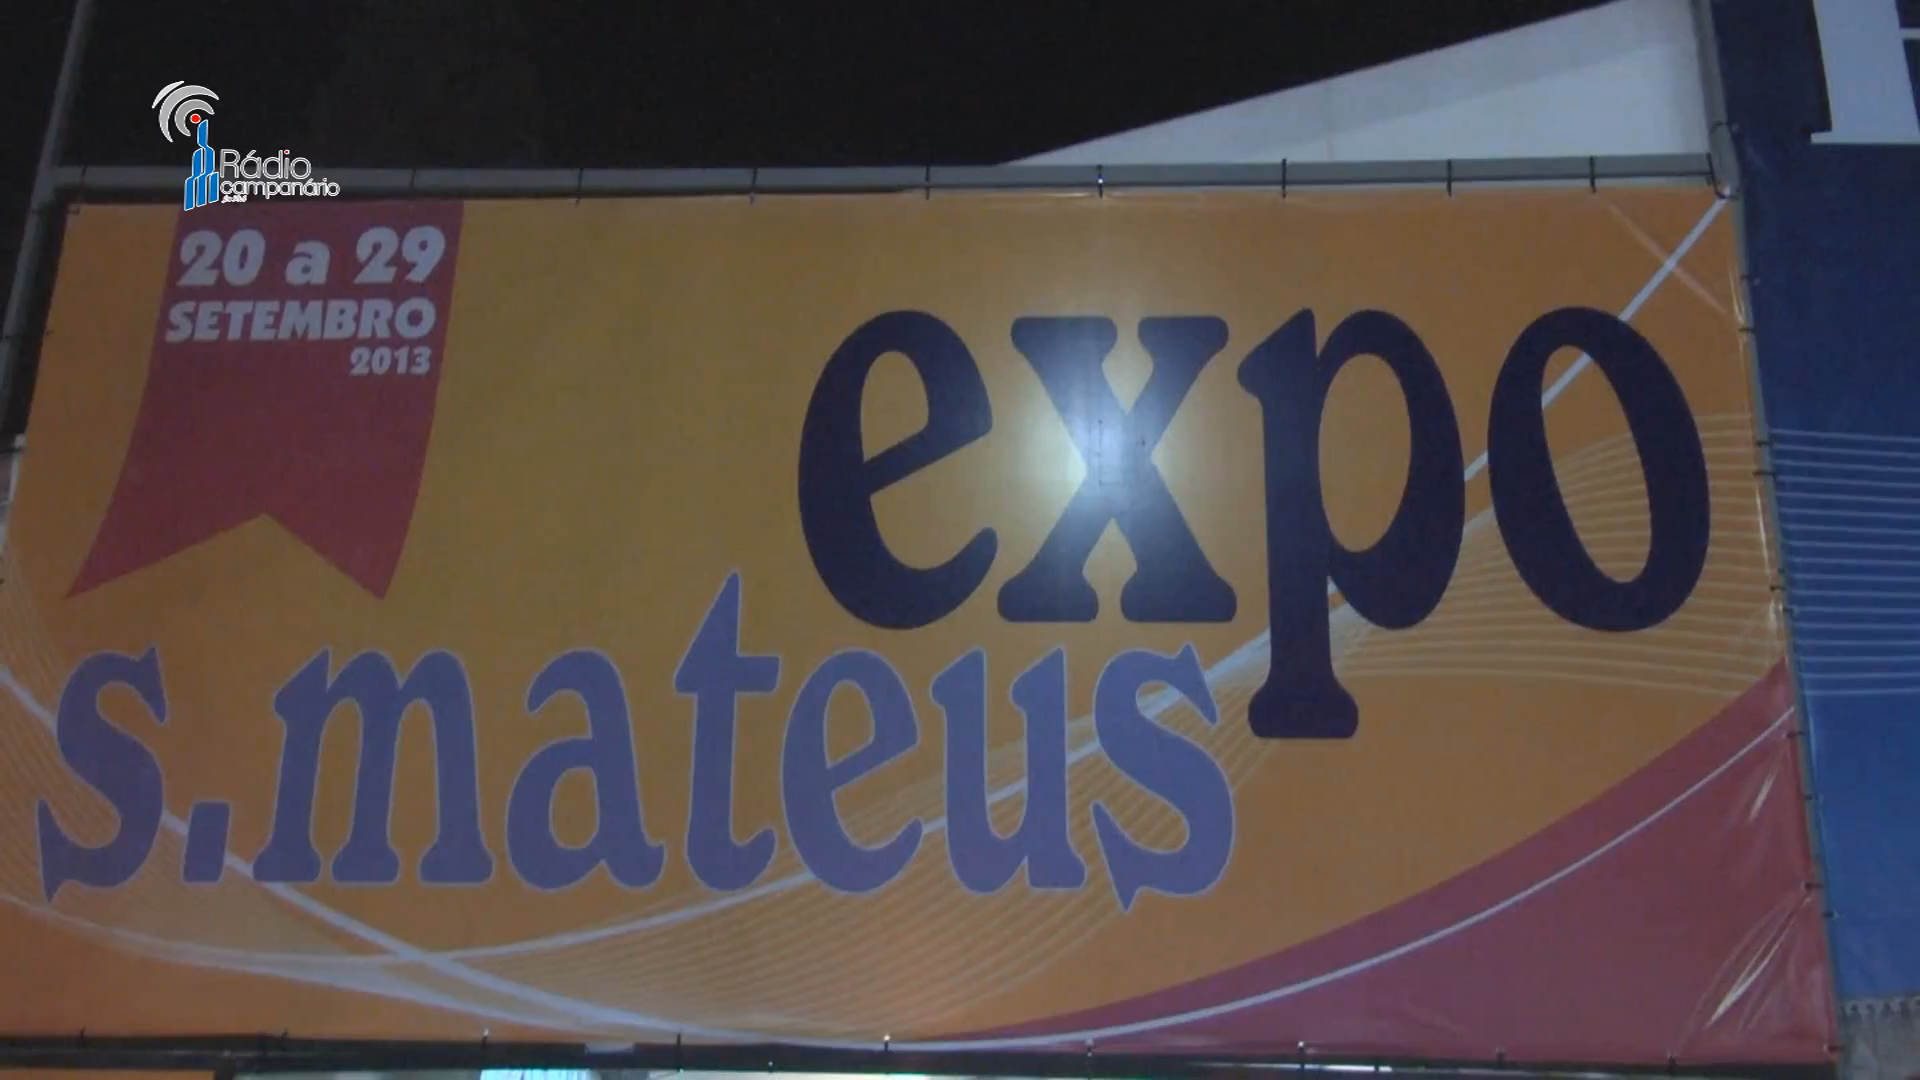 Rádio
campanário
20 a 29
SETEMBRO
2013
expo
s.mateus